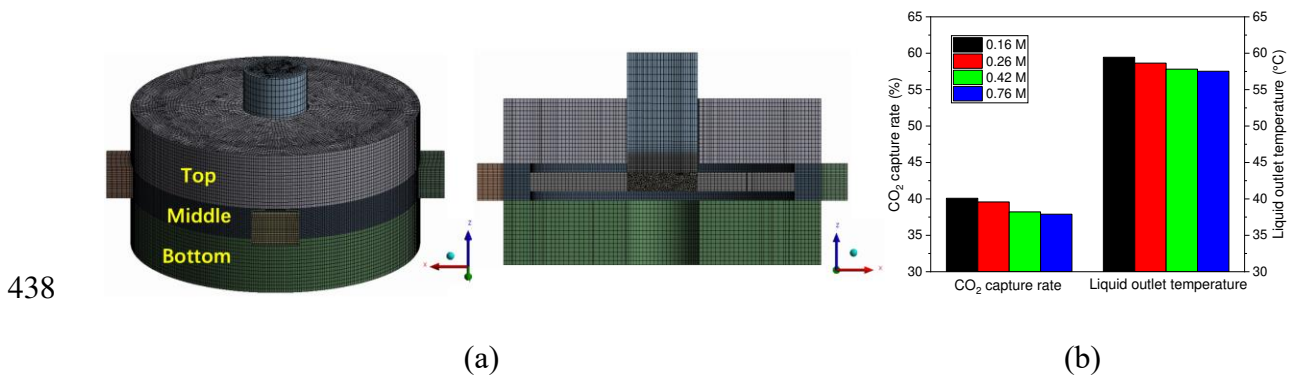 Top
Middle
Bottom
x
z
z
x
65
60
55
50
45
40
35
30
CO₂ capture rate (%)
0.16 M
0.26 M
0.42 M
0.76 M
65
60
55
50
45
40
35
30
Liquid outlet temperature (°C)
CO₂ capture rate
Liquid outlet temperature
438
(a)
(b)